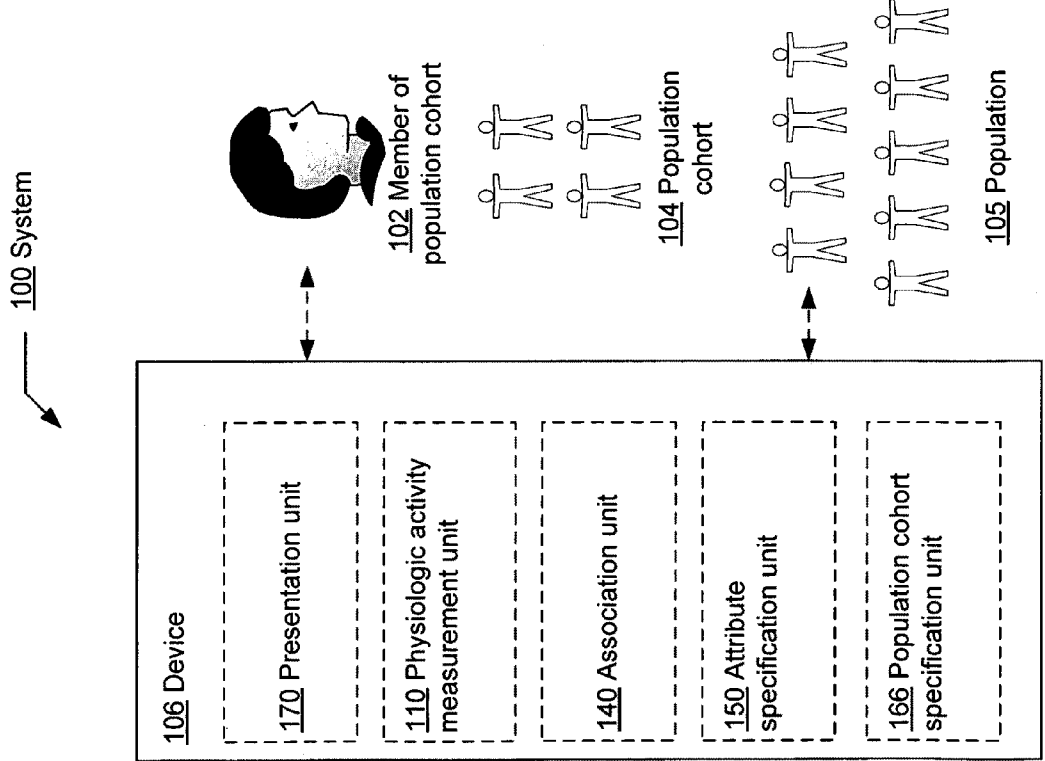 100 System
106 Device
170 Presentation unit
110 Physiologic activity
measurement unit
140 Association unit
150 Attribute
specification unit
166 Population cohort
specification unit
102 Member of
population cohort
104 Population
cohort
105 Population